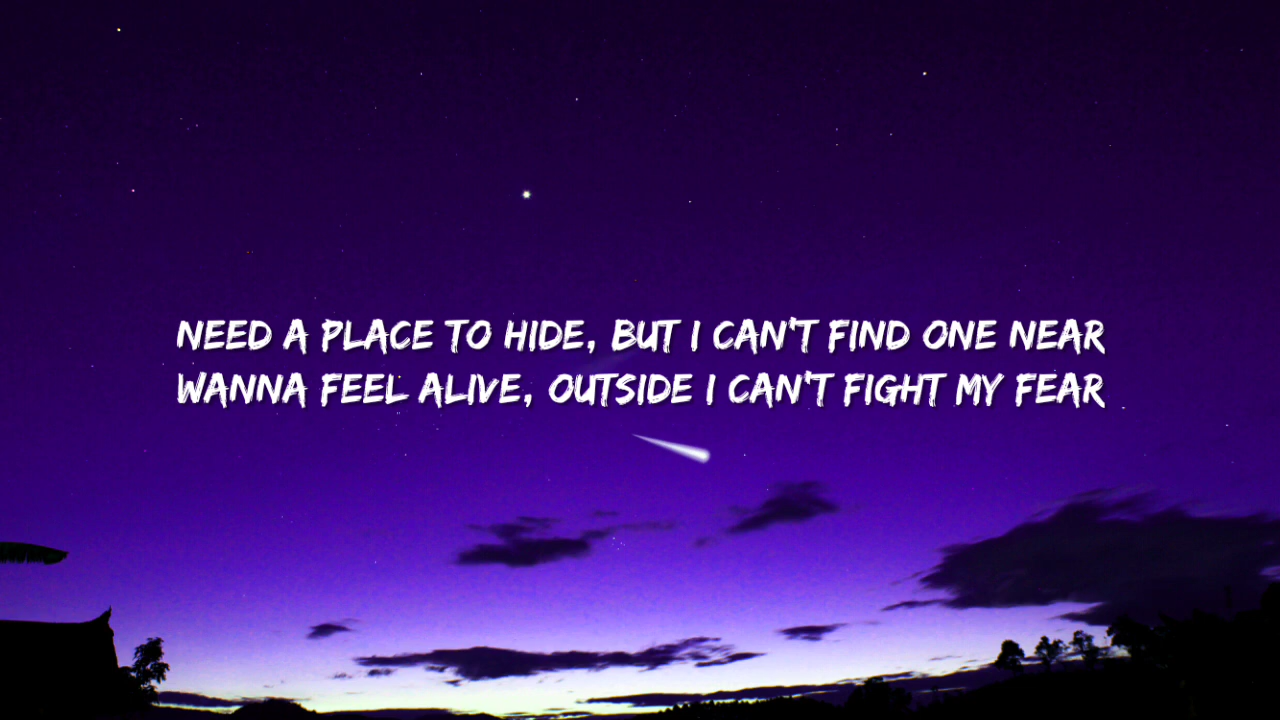 NEED A PLACE TO HIDE, BUT I CAN'T FIND ONE NEAR
WANNA FEEL ALIVE, OUTSIDE I CAN'T FIGHT MY FEAR